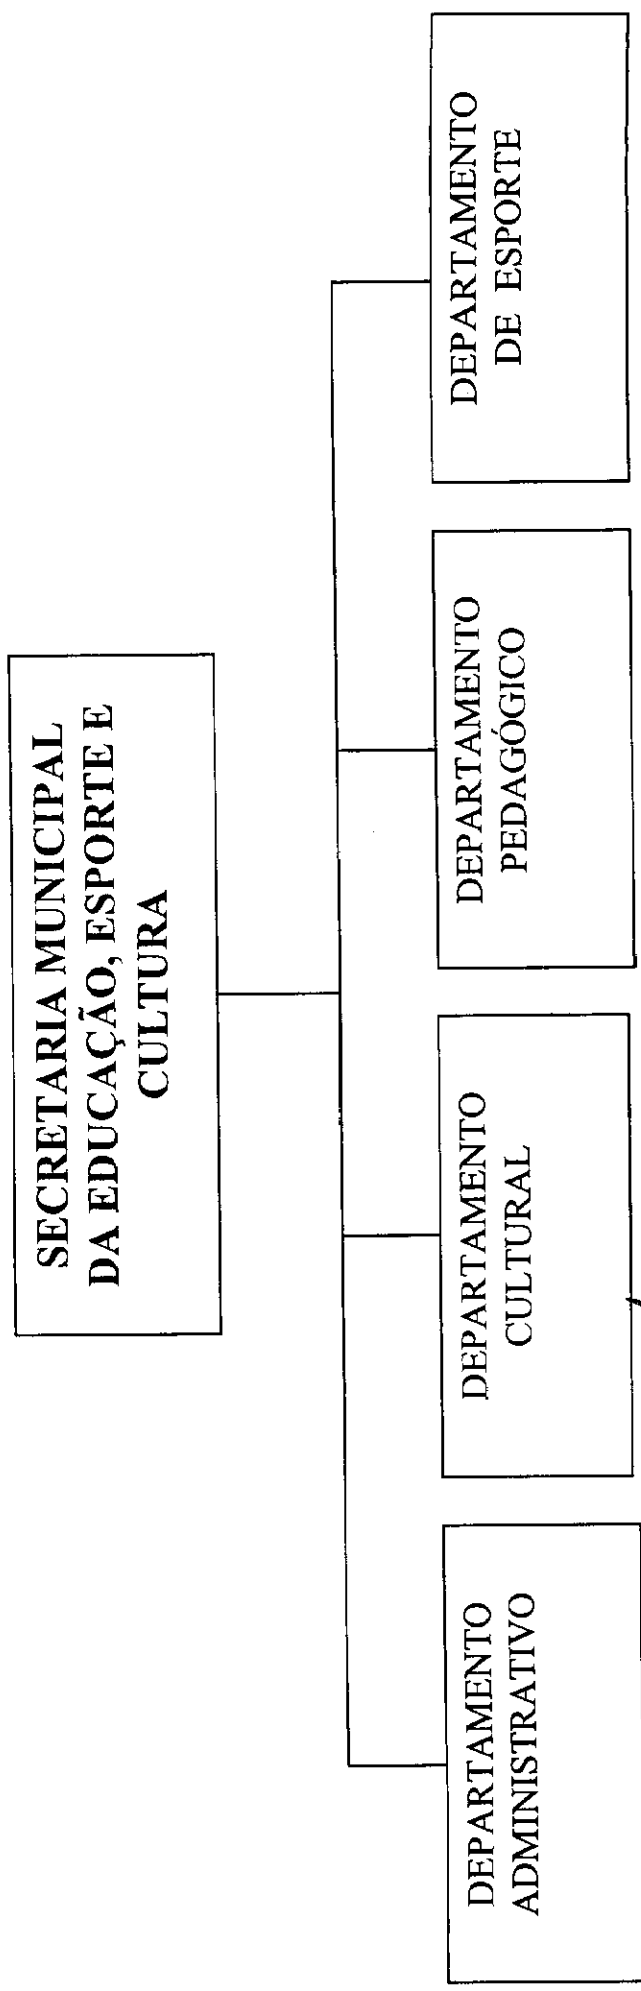 SECRETARIA MUNICIPAL
DA EDUCAÇÃO, ESPORTE E
CULTURA
DEPARTAMENTO
ADMINISTRATIVO
DEPARTAMENTO
CULTURAL
DEPARTAMENTO
PEDAGÓGICO
DEPARTAMENTO
DE ESPORTE